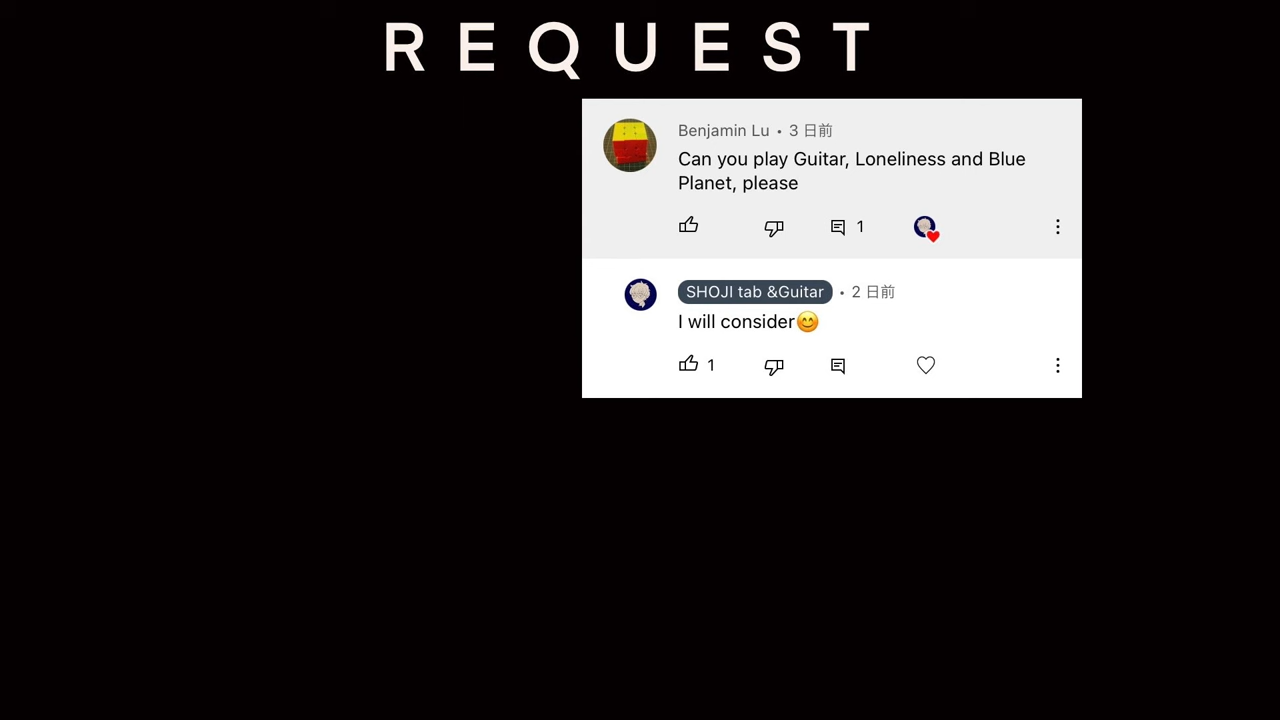 REQUEST
Benjamin Lu • 3 日前
Can you play Guitar, Loneliness and Blue
Planet, please
1
SHOJI tab &Guitar • 2 日前
I will consider😊
1